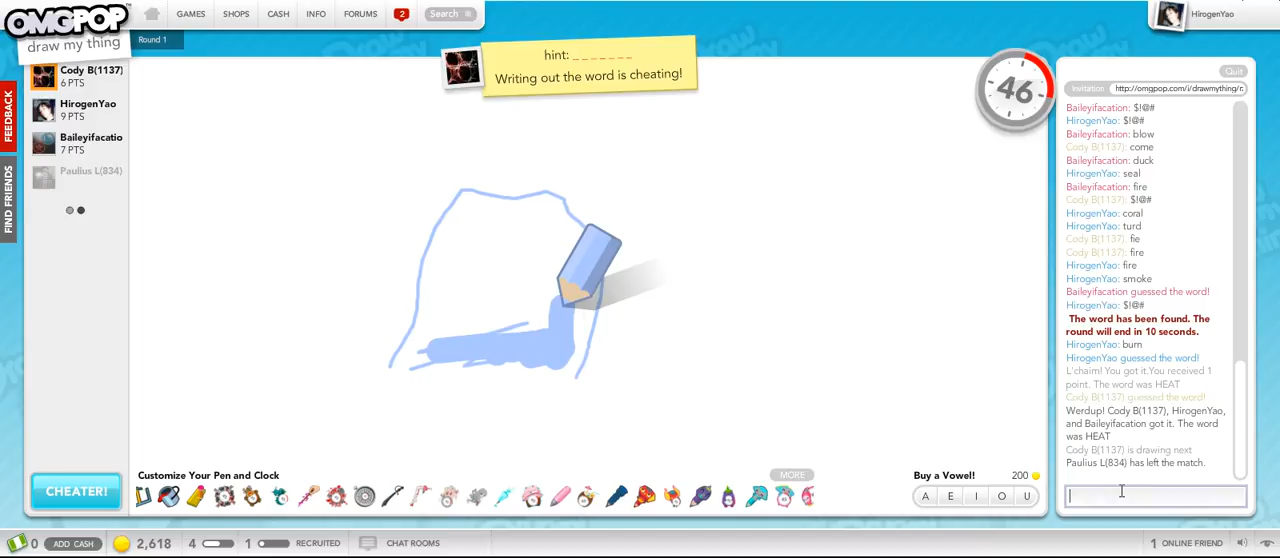 OMGPOP™
draw my thing
GAMES
SHOPS
CASH
INFO
FORUMS
2
Search
HirogenYao
Round 1
FEEDBACK
FIND FRIENDS
Cody B(1137)
6 PTS
HirogenYao
9 PTS
Baileyifacatio
7 PTS
Paulius L(834)
hint: _ _ _ _ _ _ _
Writing out the word is cheating!
46
Quit
Invitation http://omgpop.com/i/drawmything/r
Baileyifacation: $!@#
HirogenYao: $!@#
Baileyifacation: blow
Cody B(1137): come
Baileyifacation: duck
HirogenYao: seal
Baileyifacation: fire
Cody B(1137): $!@#
HirogenYao: coral
HirogenYao: turd
Cody B(1137): fie
Cody B(1137): fire
HirogenYao: fire
HirogenYao: smoke
Baileyifacation guessed the word!
HirogenYao: $!@#
The word has been found. The
round will end in 10 seconds.
HirogenYao: burn
HirogenYao guessed the word!
L'chaim! You got it.You received 1
point. The word was HEAT
Cody B(1137) guessed the word!
Werdup! Cody B(1137), HirogenYao,
and Baileyifacation got it. The word
was HEAT
Cody B(1137) is drawing next
Paulius L(834) has left the match.
CHEATER!
Customize Your Pen and Clock
MORE
Buy a Vowel!
200
A E I O U
0
ADD CASH
2,618
4
1
RECRUITED
CHAT ROOMS
1 ONLINE FRIEND